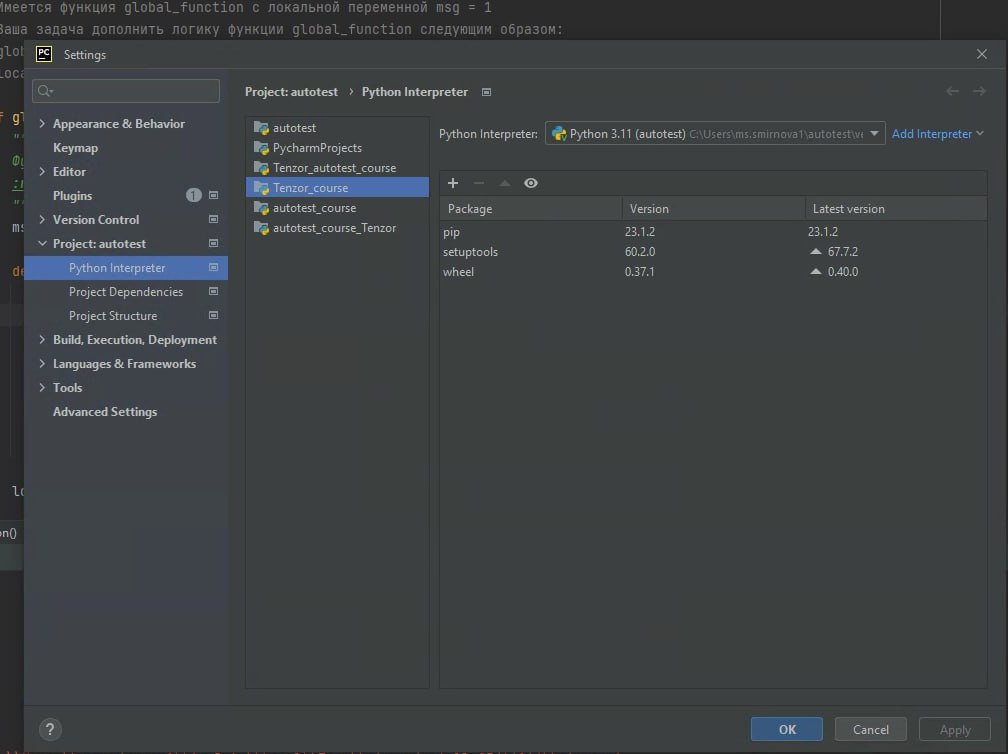 Имеется функция global_function с локальной переменной msg = 1
Ваша задача дополнить логику функции global_function следующим образом:
PC Settings
Project: autotest › Python Interpreter
Appearance & Behavior
Keymap
Editor
Plugins 1
Version Control
Project: autotest
Python Interpreter
Project Dependencies
Project Structure
Build, Execution, Deployment
Languages & Frameworks
Tools
Advanced Settings
autotest
PycharmProjects
Tenzor_autotest_course
Tenzor_course
autotest_course
autotest_course_Tenzor
Python Interpreter: Python 3.11 (autotest) C:\Users\ms.smirnova1\autotest\ve Add Interpreter
Package Version Latest version
pip 23.1.2 23.1.2
setuptools 60.2.0 67.7.2
wheel 0.37.1 0.40.0
? OK Cancel Apply